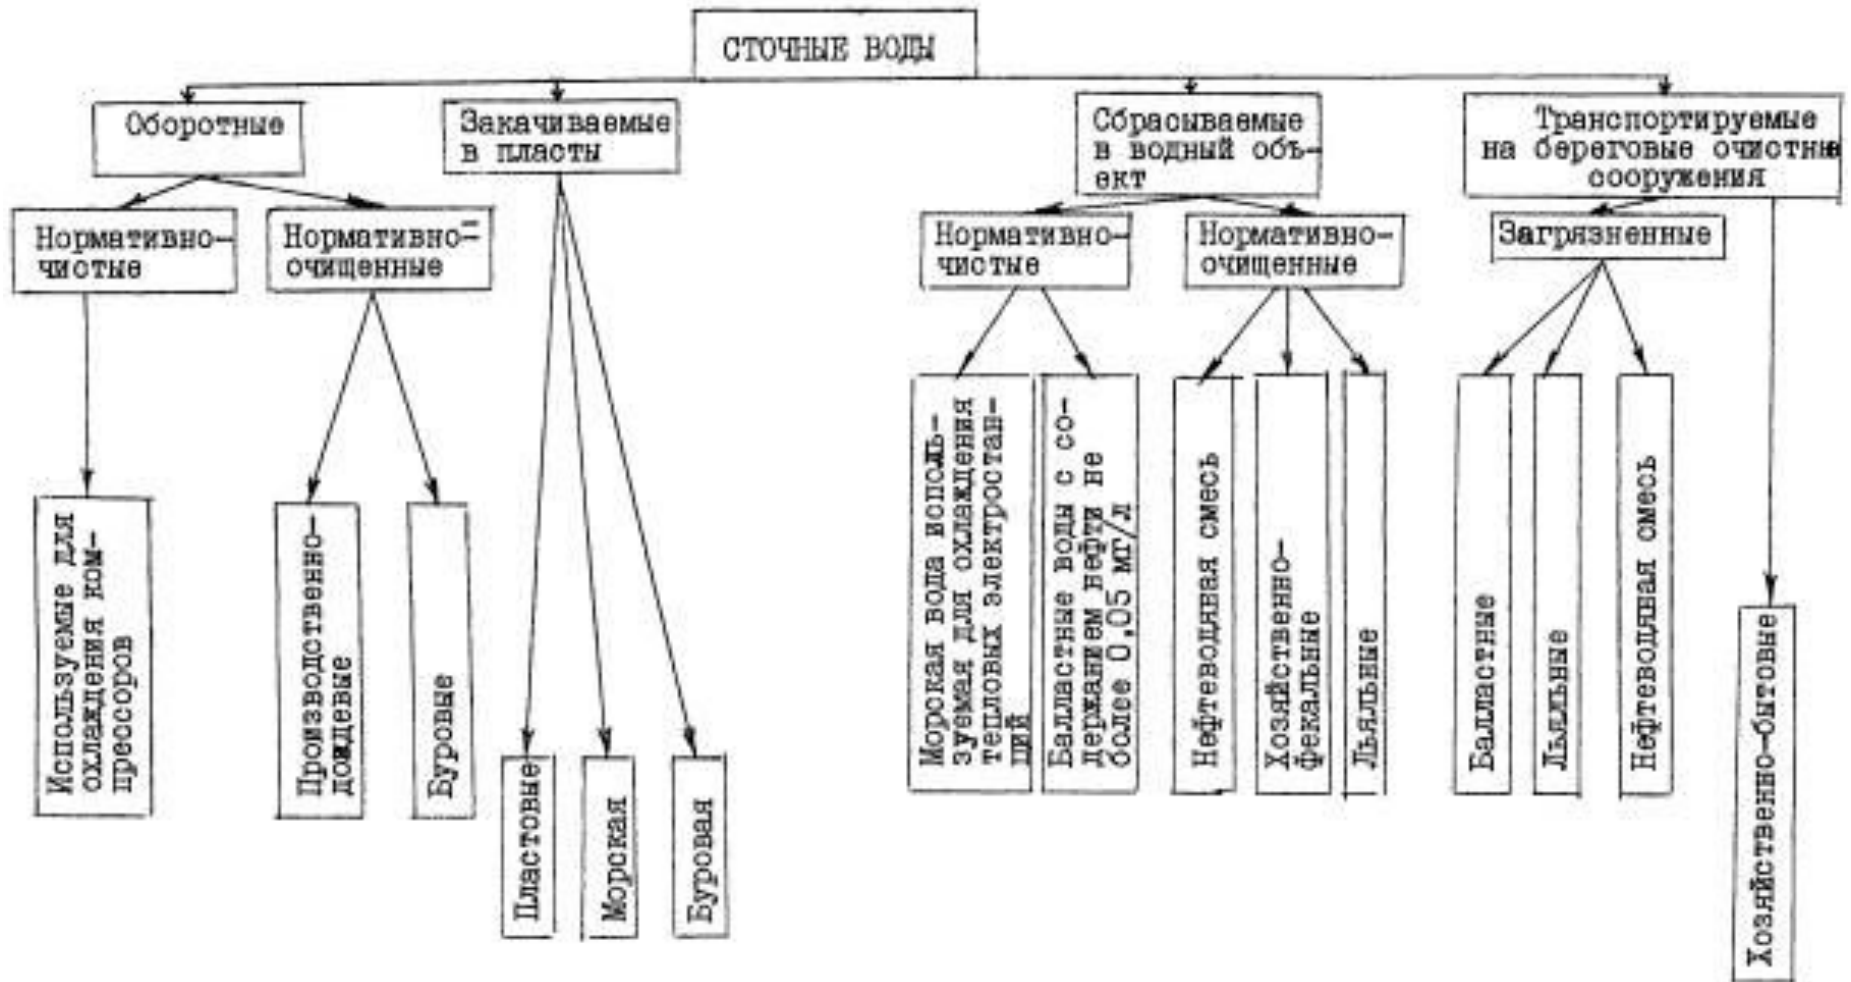 СТОЧНЫЕ ВОДЫ
Оборотные
Закачиваемые
в пласты
Сбрасываемые
в водный объ-
ект
Транспортируемые
на береговые очистные
сооружения
Нормативно-
чистые
Нормативно-
очищенные
Нормативно-
чистые
Нормативно-
очищенные
Загрязненные
Используемые для
охлаждения ком-
прессоров
Производственно-
дождевые
Буровые
Пластовые
Морская
Буровая
Морская вода исполь-
зуемая для охлаждения
тепловых электростан-
ций
Балластные воды с со-
держанием нефти не
более 0,05 мг/л
Нефтеводяная смесь
Хозяйственно-
фекальные
Льяльные
Балластные
Льяльные
Нефтеводяная смесь
Хозяйственно-бытовые